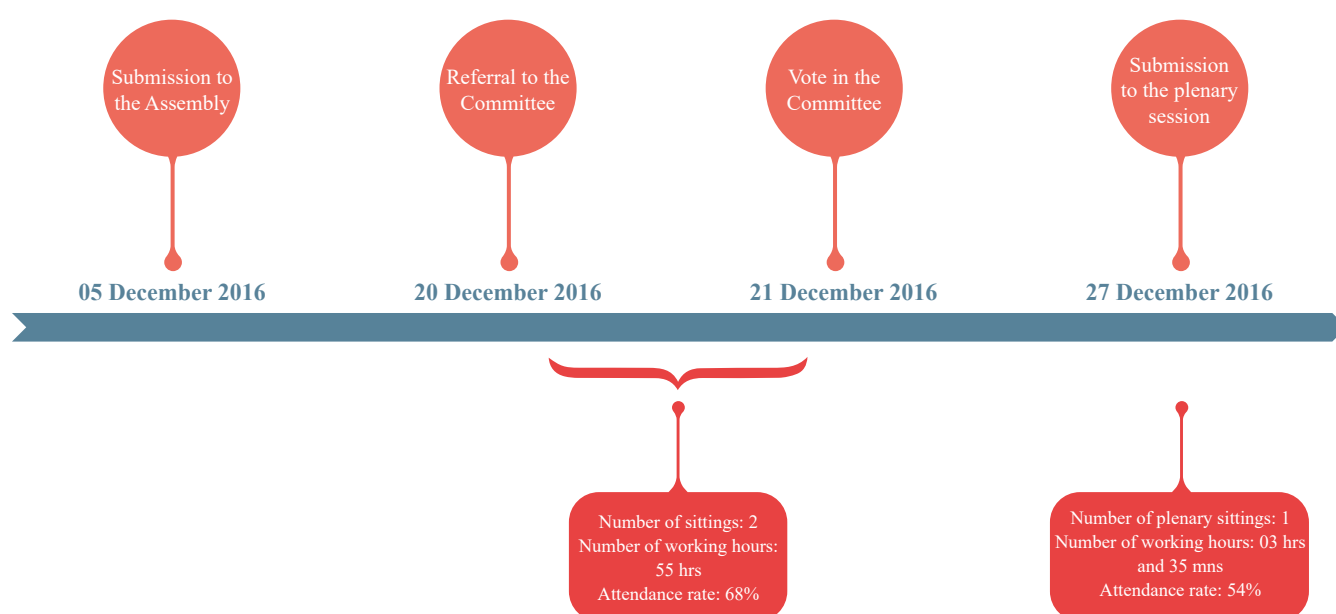 Submission to
the Assembly
Referral to the
Committee
Vote in the
Committee
Submission
to the plenary
session
05 December 2016
20 December 2016
21 December 2016
27 December 2016
Number of sittings: 2
Number of working hours:
55 hrs
Attendance rate: 68%
Number of plenary sittings: 1
Number of working hours: 03 hrs
and 35 mns
Attendance rate: 54%